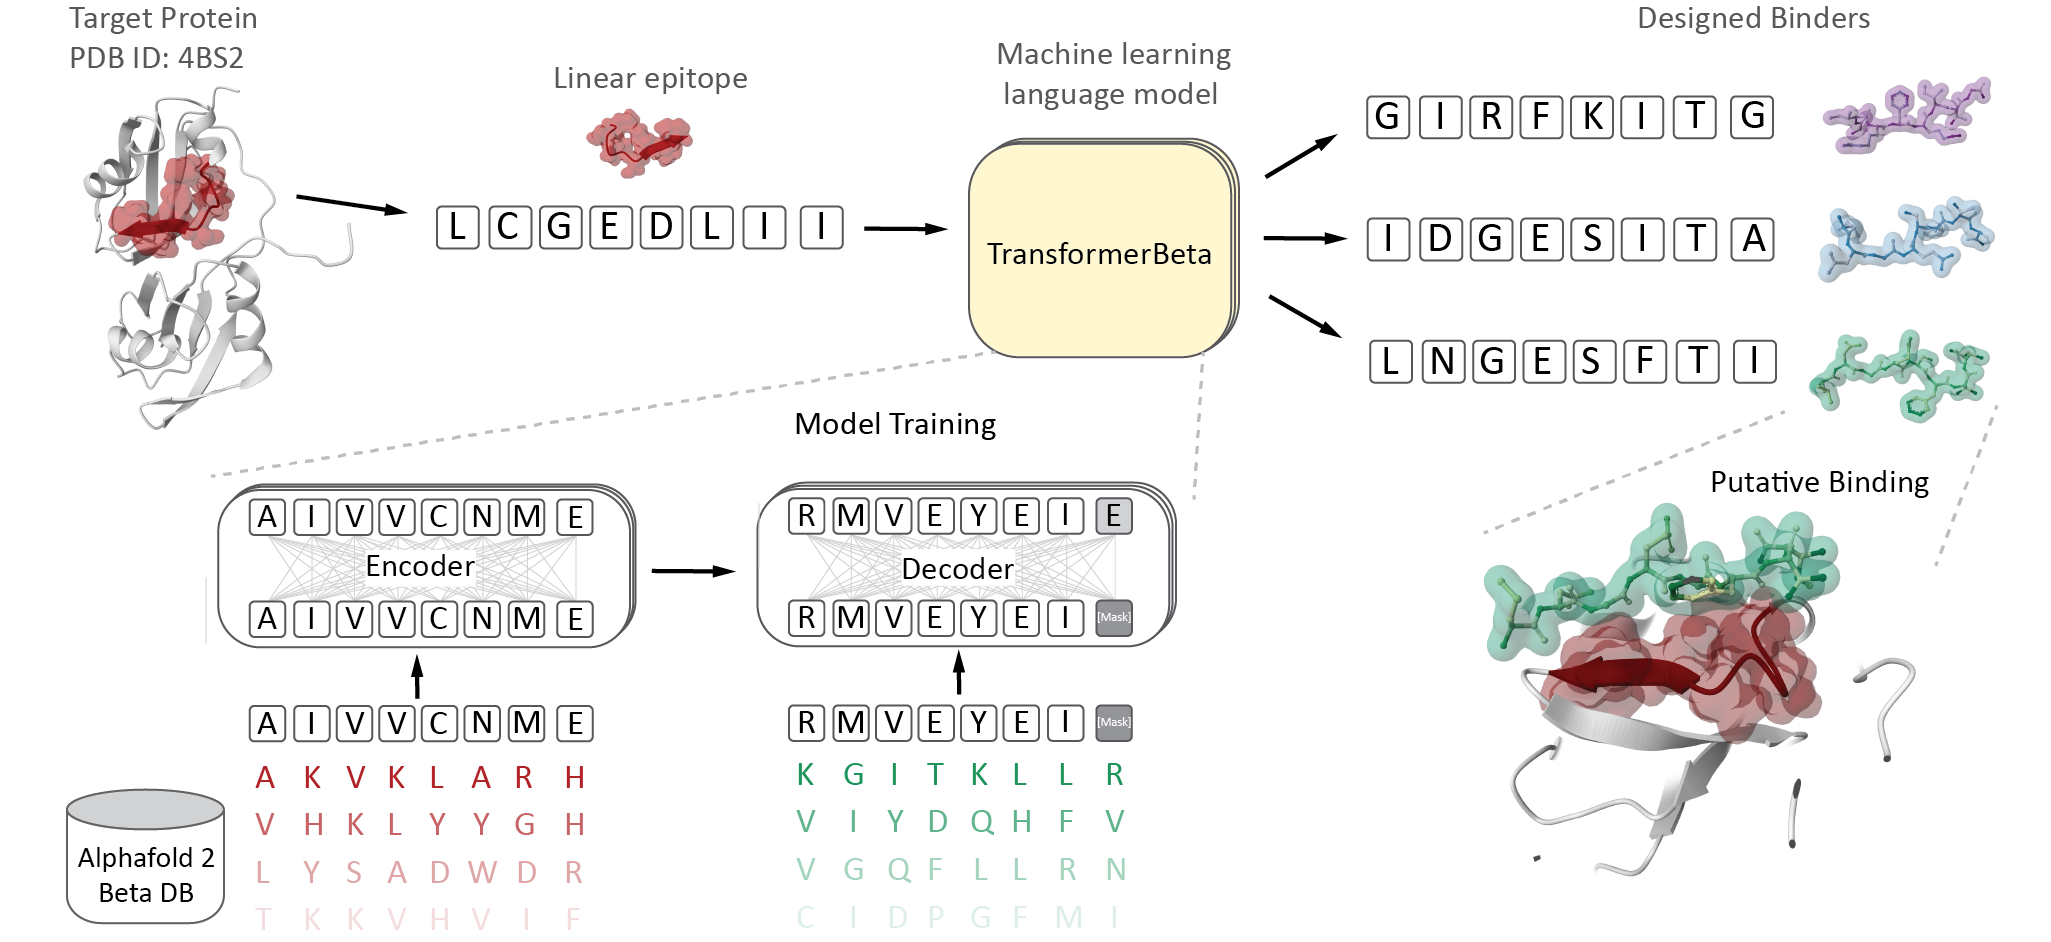 Target Protein
PDB ID: 4BS2
Linear epitope
L C G E D L I I
Machine learning
language model
TransformerBeta
Designed Binders
G I R F K I T G
I D G E S I T A
L N G E S F T I
Model Training
A I V V C N M E
Encoder
A I V V C N M E
R M V E Y E I E
Decoder
R M V E Y E I [Mask]
A I V V C N M E
R M V E Y E I [Mask]
A K V K L A R H
K G I T K L L R
V H K L Y Y G H
V I Y D Q H F V
L Y S A D W D R
V G Q F L L R N
T K K V H V I F
C I D P G F M I
Alphafold 2
Beta DB
Putative Binding